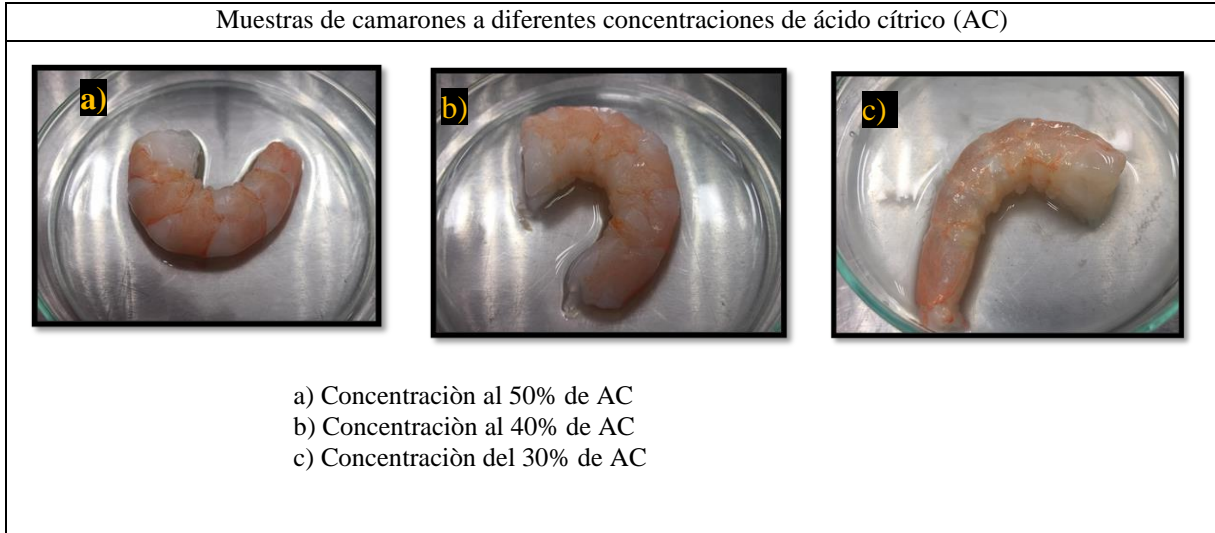 Muestras de camarones a diferentes concentraciones de ácido cítrico (AC)
a)
b)
c)
a) Concentraciòn al 50% de AC
b) Concentraciòn al 40% de AC
c) Concentraciòn del 30% de AC